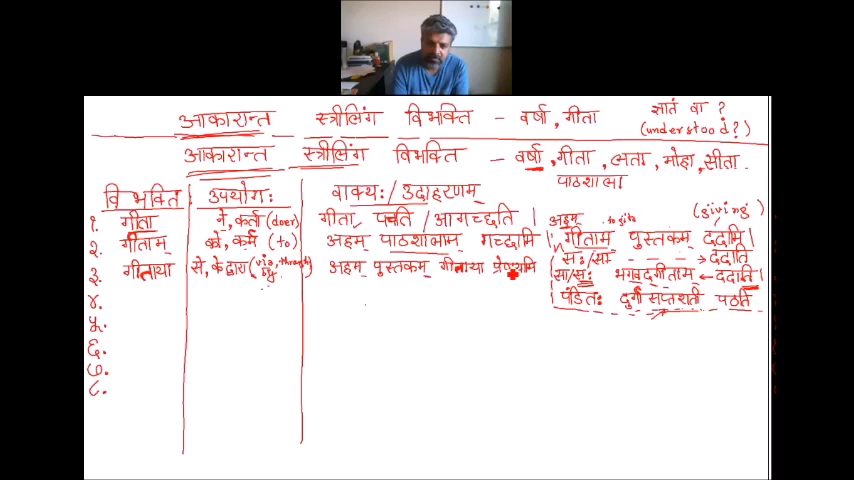 आकारान्त स्त्रीलिंग विभक्ति - वर्षा, गीता ज्ञातं वा ?
(understood?)
आकारान्त स्त्रीलिंग विभक्ति - वर्षा, गीता, लता, मोहा, सीता.
पाठशाला
विभक्ति: उपयोग: वाक्य: / उदाहरणम्
१. गीता ने, कर्ता (doer) गीता पचति / आगच्छति |
२. गीताम् को, कर्म (to) अहम् पाठशालाम् गच्छामि |
३. गीताया से, के द्वारा (via, through, by) अहम् पुस्तकम् गीताया प्रेषयामि
४.
५.
६.
७.
८.
अहम् to gita (giving)
गीताम् पुस्तकम् ददामि |
स: / सा - - - - → ददाति
सा/स: भगवद्गीताम् ← ददाति |
पंडित: दुर्गा सप्तशती पठति